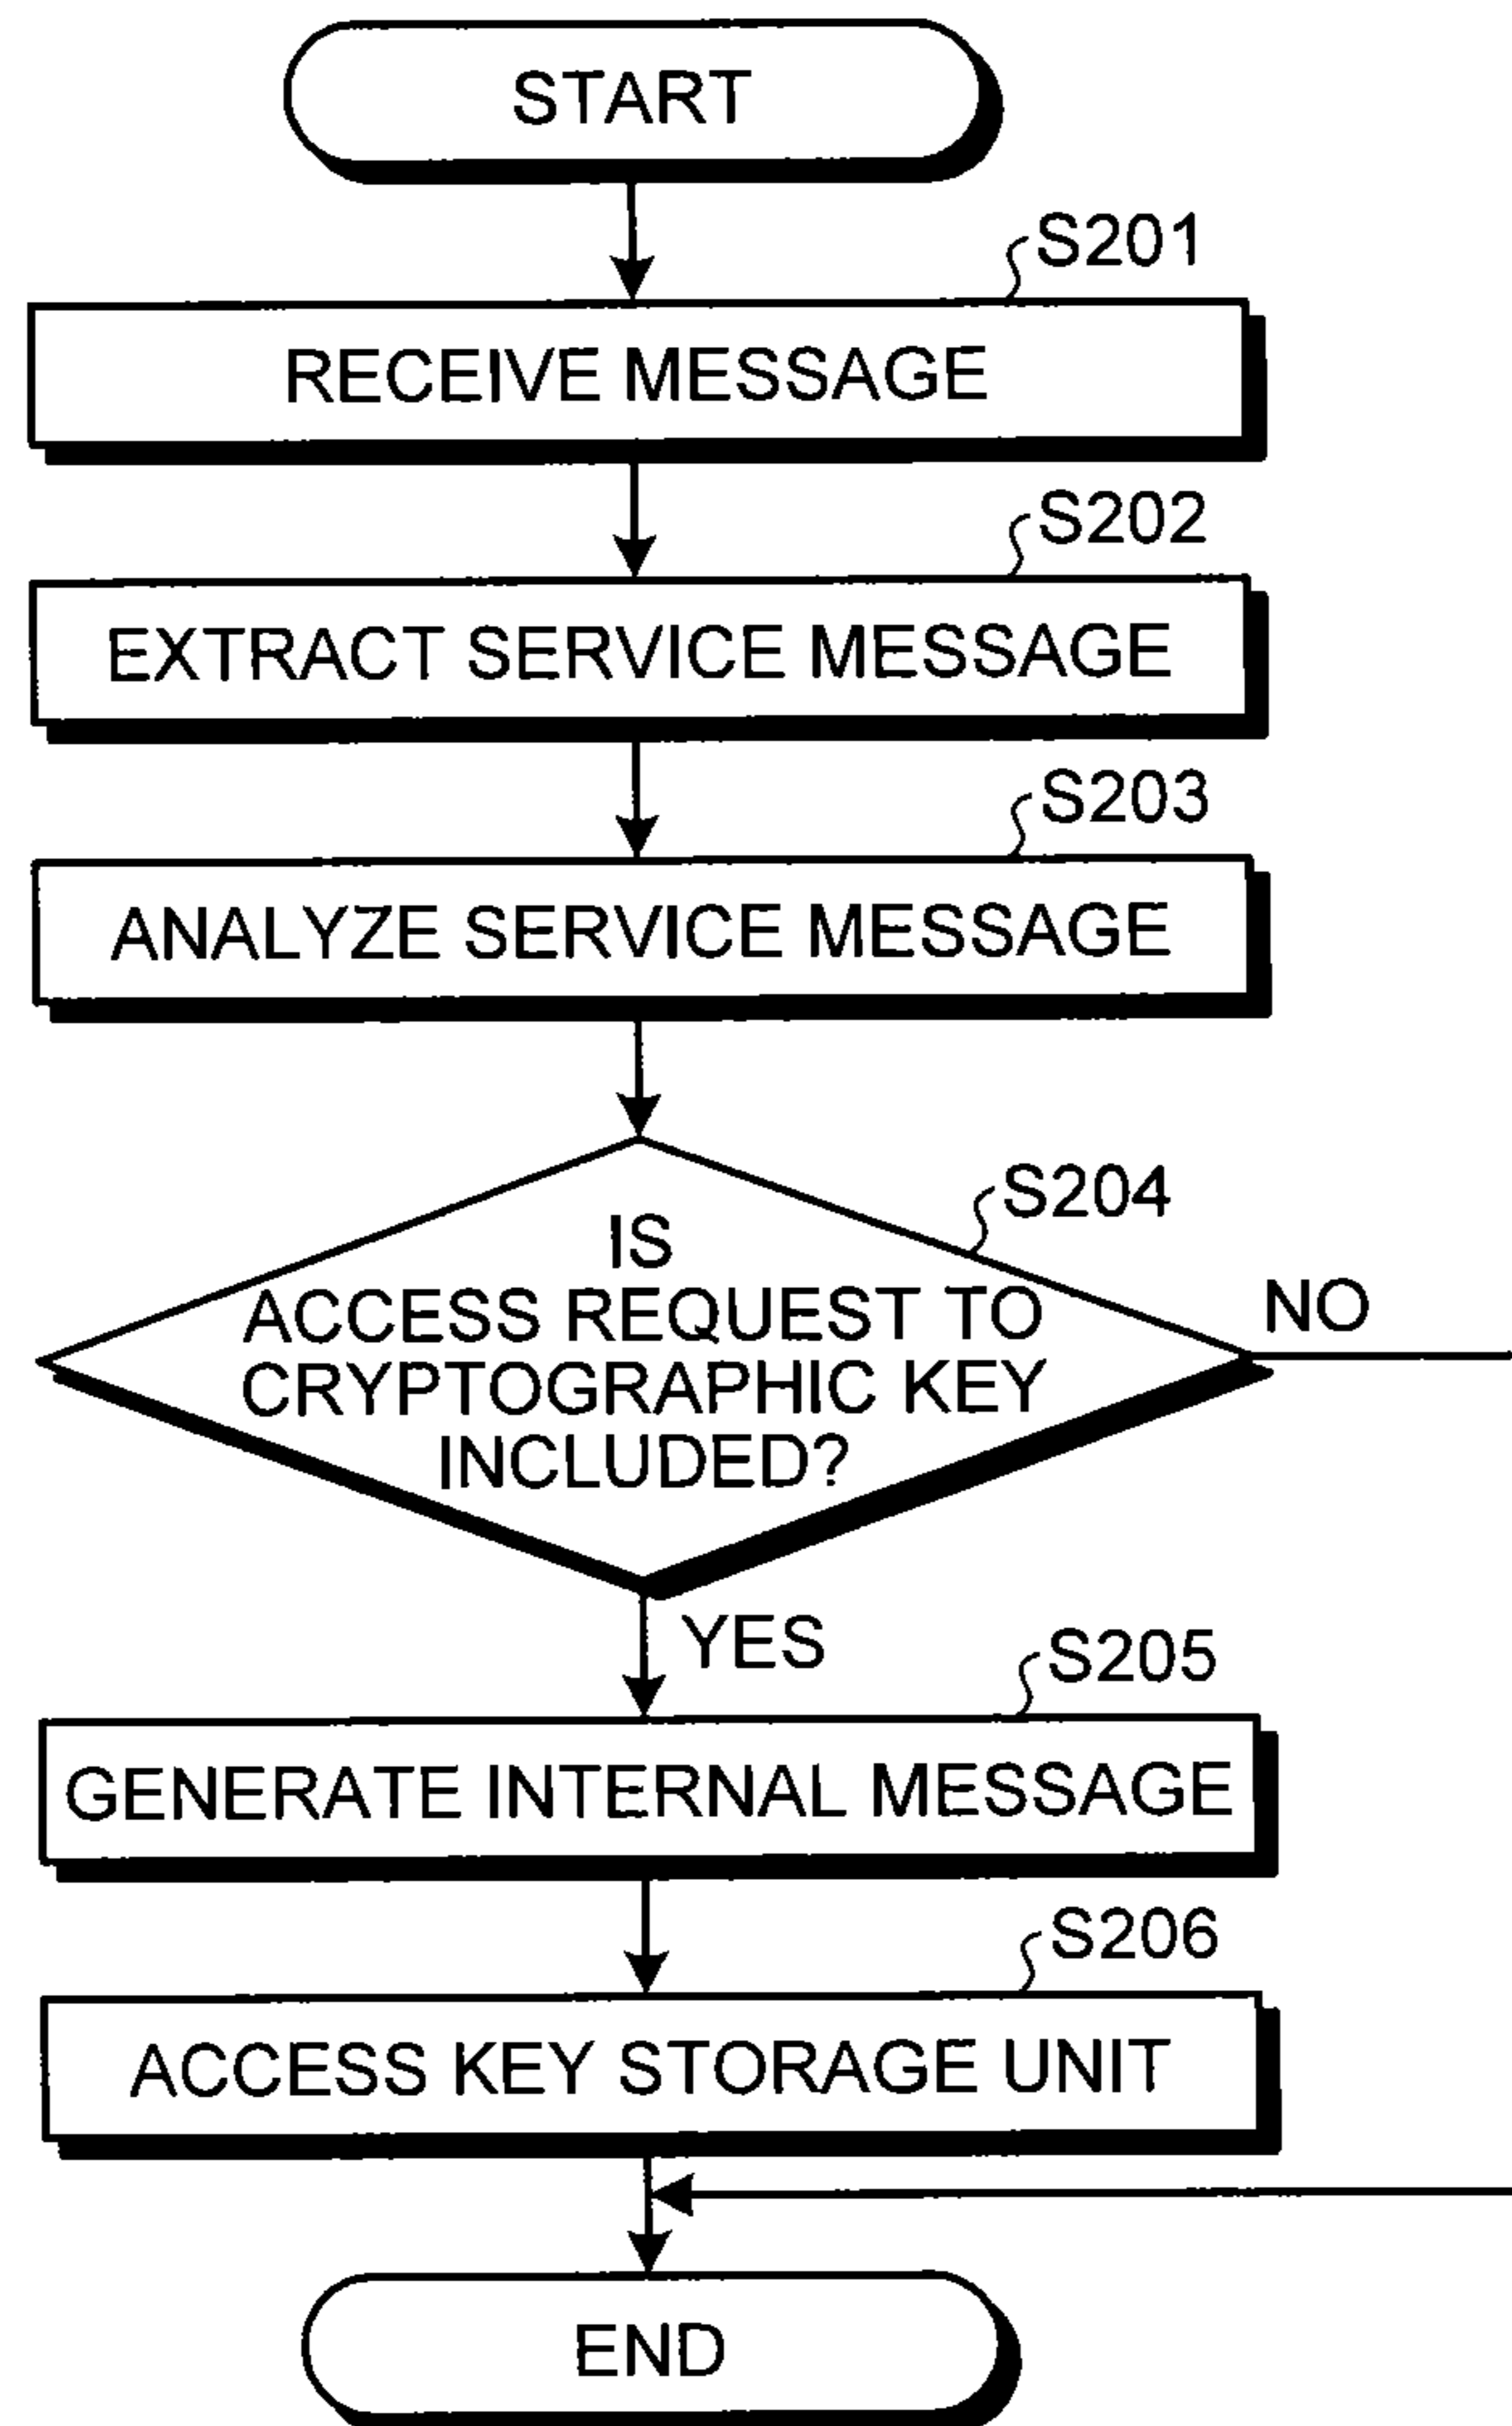 START
S201
RECEIVE MESSAGE
S202
EXTRACT SERVICE MESSAGE
S203
ANALYZE SERVICE MESSAGE
S204
IS
ACCESS REQUEST TO
CRYPTOGRAPHIC KEY
INCLUDED?
NO
YES
S205
GENERATE INTERNAL MESSAGE
S206
ACCESS KEY STORAGE UNIT
END